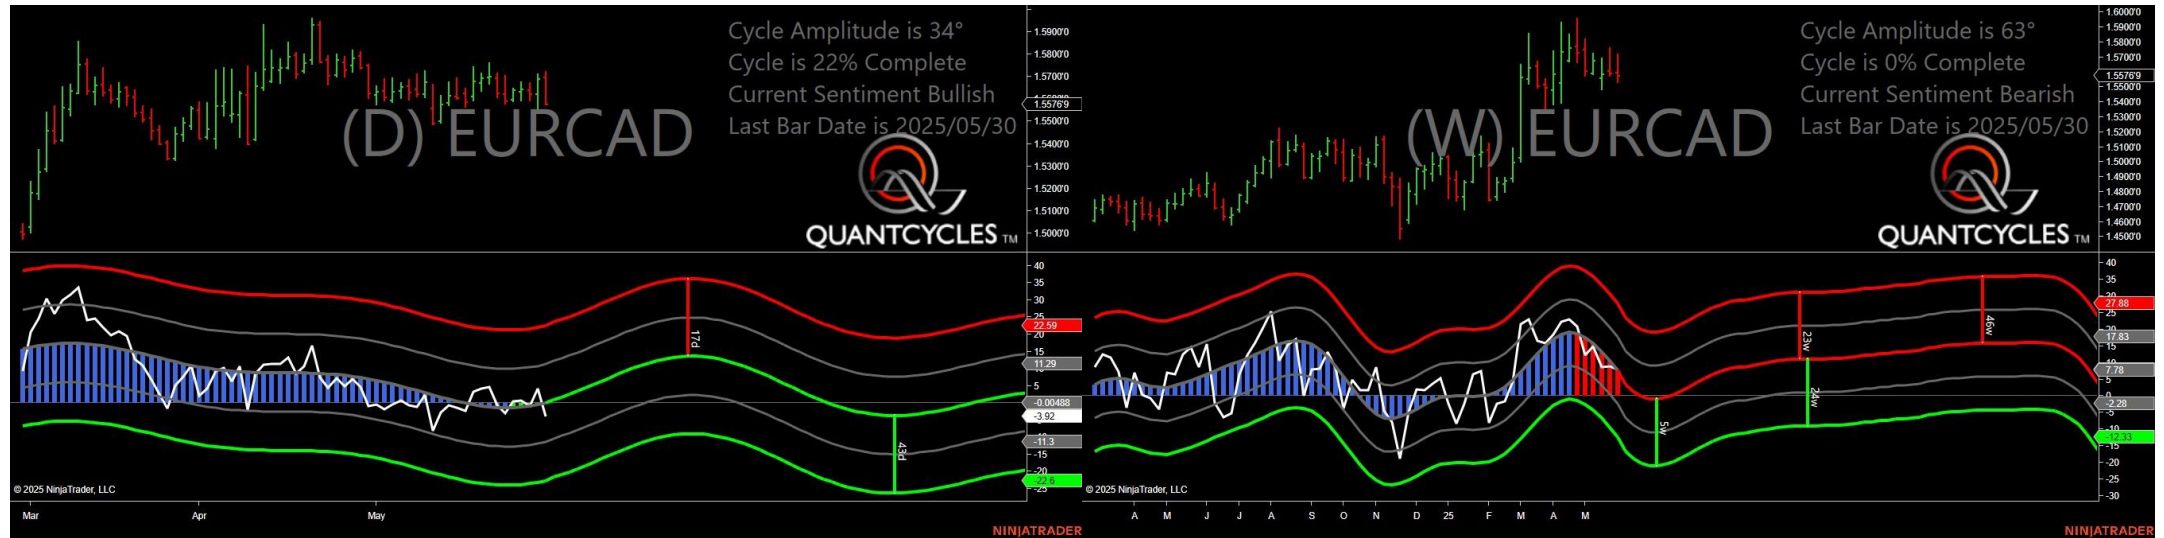 Cycle Amplitude is 34°
Cycle is 22% Complete
Current Sentiment Bullish
Last Bar Date is 2025/05/30
(D) EURCAD
QUANTCYCLES TM
1.5900'0
1.5800'0
1.5700'0
1.5576'9
1.5500'0
1.5400'0
1.5300'0
1.5200'0
1.5100'0
1.5000'0
40
35
30
25
22.59
20
15
11.29
5
-0.00488
-3.92
-11.3
-15
-20
-22.6
-25
17d
43d
© 2025 NinjaTrader, LLC
Mar Apr May
NINJATRADER
Cycle Amplitude is 63°
Cycle is 0% Complete
Current Sentiment Bearish
Last Bar Date is 2025/05/30
(W) EURCAD
QUANTCYCLES TM
1.6000'0
1.5900'0
1.5800'0
1.5700'0
1.5576'9
1.5500'0
1.5400'0
1.5300'0
1.5200'0
1.5100'0
1.5000'0
1.4900'0
1.4800'0
1.4700'0
1.4600'0
1.4500'0
40
35
27.88
25
17.83
15
7.78
5
-2.28
-5
-10
-12.33
-15
-20
-25
-30
5w
23w
24w
46w
© 2025 NinjaTrader, LLC
A M J J A S O N D 25 F M A M
NINJATRADER